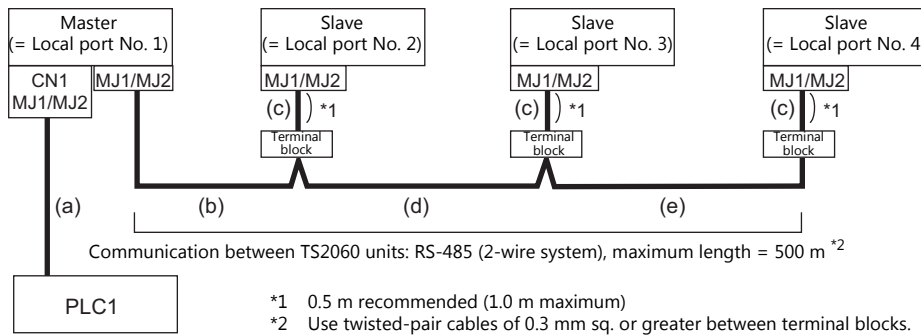 Master
(= Local port No. 1)
Slave
(= Local port No. 2)
Slave
(= Local port No. 3)
Slave
(= Local port No. 4
CN1
MJ1/MJ2
MJ1/MJ2
MJ1/MJ2
MJ1/MJ2
MJ1/MJ2
(c)
*1
(c)
*1
(c)
*1
Terminal
block
Terminal
block
Terminal
block
(a)
(b)
(d)
(e)
Communication between TS2060 units: RS-485 (2-wire system), maximum length = 500 m *2
PLC1
*1 0.5 m recommended (1.0 m maximum)
*2 Use twisted-pair cables of 0.3 mm sq. or greater between terminal blocks.